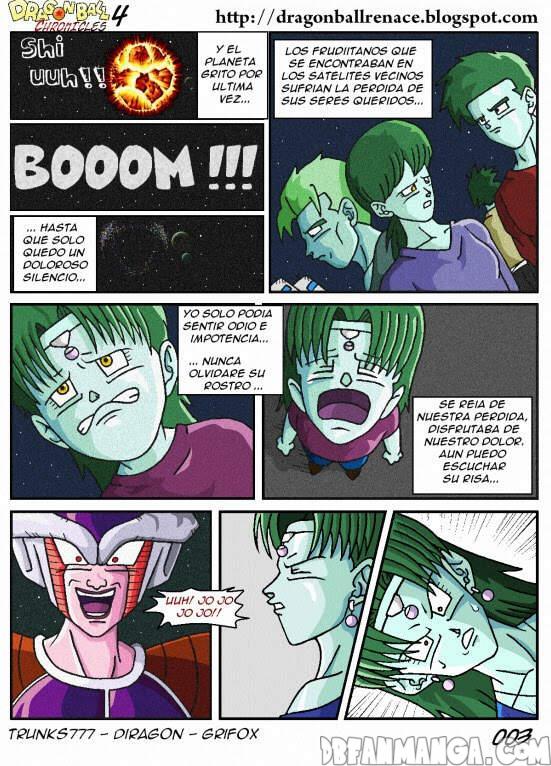 DRAGONBALL 4
CHRONICLES
http://dragonballrenace.blogspot.com/
Shi
uuh!!
Y EL
PLANETA
GRITO POR
ULTIMA
VEZ...
LOS FRUDIITANOS QUE
SE ENCONTRABAN EN
LOS SATELITES VECINOS
SUFRIAN LA PERDIDA DE
SUS SERES QUERIDOS...
BOOOM !!!
... HASTA
QUE SOLO
QUEDO UN
DOLOROSO
SILENCIO...
YO SOLO PODIA
SENTIR ODIO E
IMPOTENCIA...
... NUNCA
OLVIDARE SU
ROSTRO ...
SE REIA DE
NUESTRA PERDIDA,
DISFRUTABA DE
NUESTRO DOLOR.
AUN PUEDO
ESCUCHAR
SU RISA...
UUH! JO JO
JO JO!!
TRUNKS777 - DIRAGON - GRIFOX
003
DBFANMANGA.COM